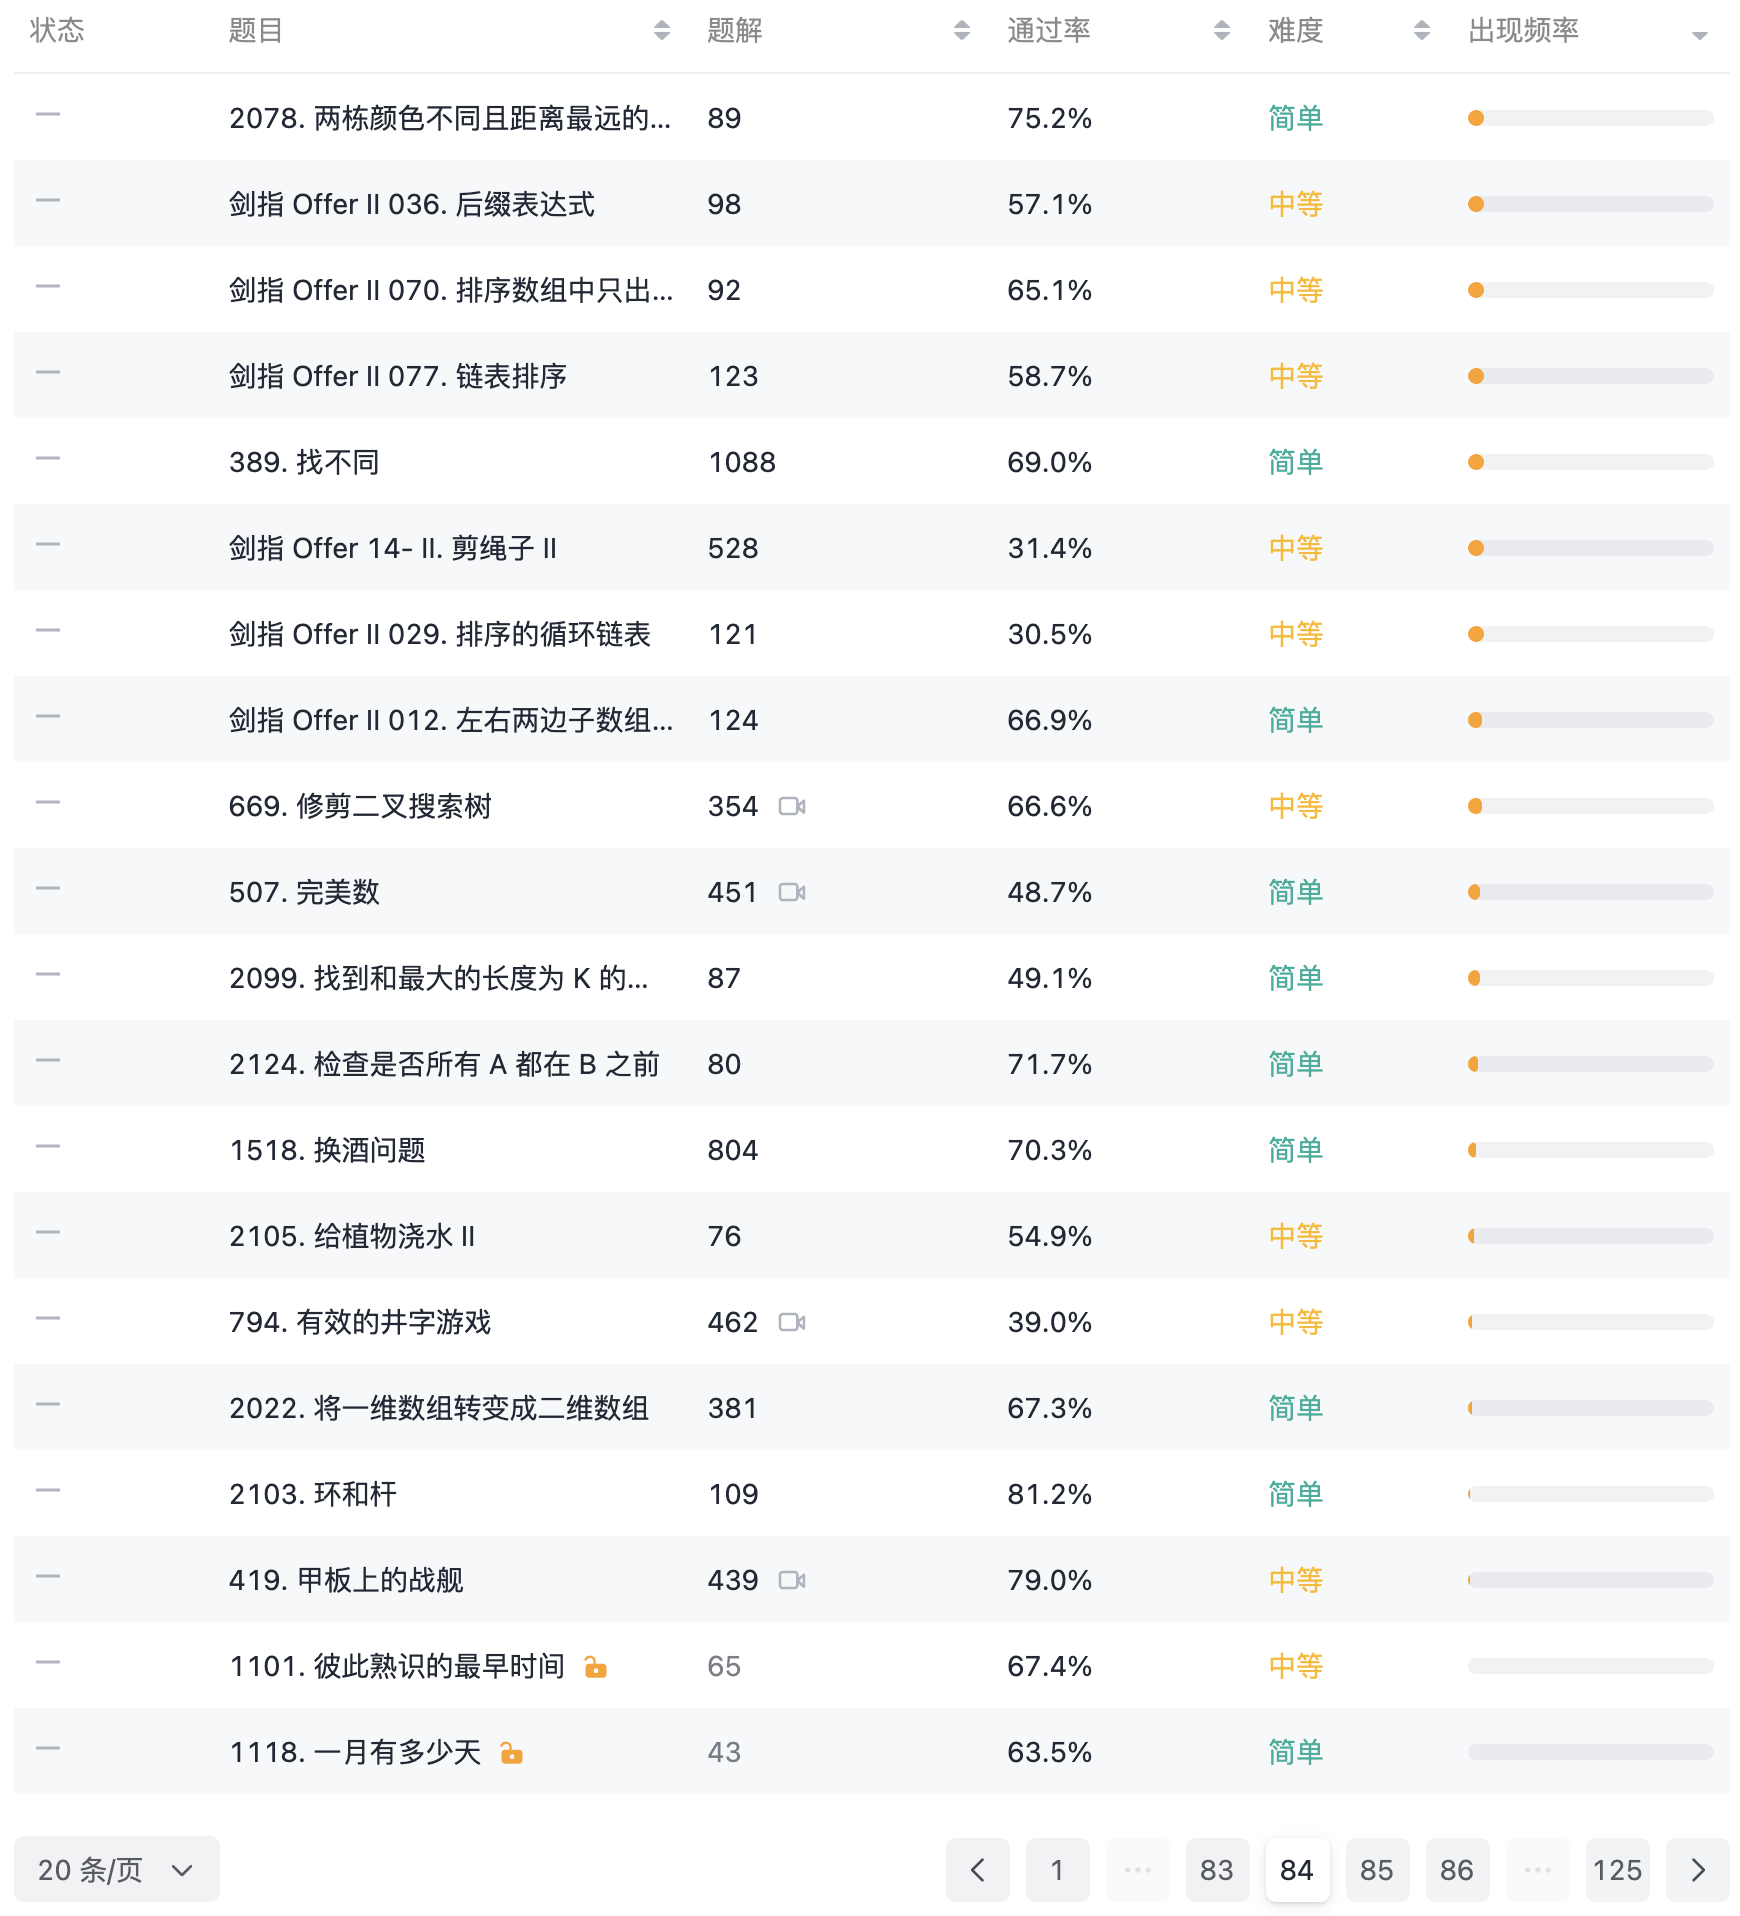 状态 题目 题解 通过率 难度 出现频率
2078. 两栋颜色不同且距离最远的... 89 75.2% 简单
剑指 Offer II 036. 后缀表达式 98 57.1% 中等
剑指 Offer II 070. 排序数组中只出... 92 65.1% 中等
剑指 Offer II 077. 链表排序 123 58.7% 中等
389. 找不同 1088 69.0% 简单
剑指 Offer 14- II. 剪绳子 II 528 31.4% 中等
剑指 Offer II 029. 排序的循环链表 121 30.5% 中等
剑指 Offer II 012. 左右两边子数组... 124 66.9% 简单
669. 修剪二叉搜索树 354 66.6% 中等
507. 完美数 451 48.7% 简单
2099. 找到和最大的长度为 K 的... 87 49.1% 简单
2124. 检查是否所有 A 都在 B 之前 80 71.7% 简单
1518. 换酒问题 804 70.3% 简单
2105. 给植物浇水 II 76 54.9% 中等
794. 有效的井字游戏 462 39.0% 中等
2022. 将一维数组转变成二维数组 381 67.3% 简单
2103. 环和杆 109 81.2% 简单
419. 甲板上的战舰 439 79.0% 中等
1101. 彼此熟识的最早时间 65 67.4% 中等
1118. 一月有多少天 43 63.5% 简单
20 条/页 1 ... 83 84 85 86 ... 125